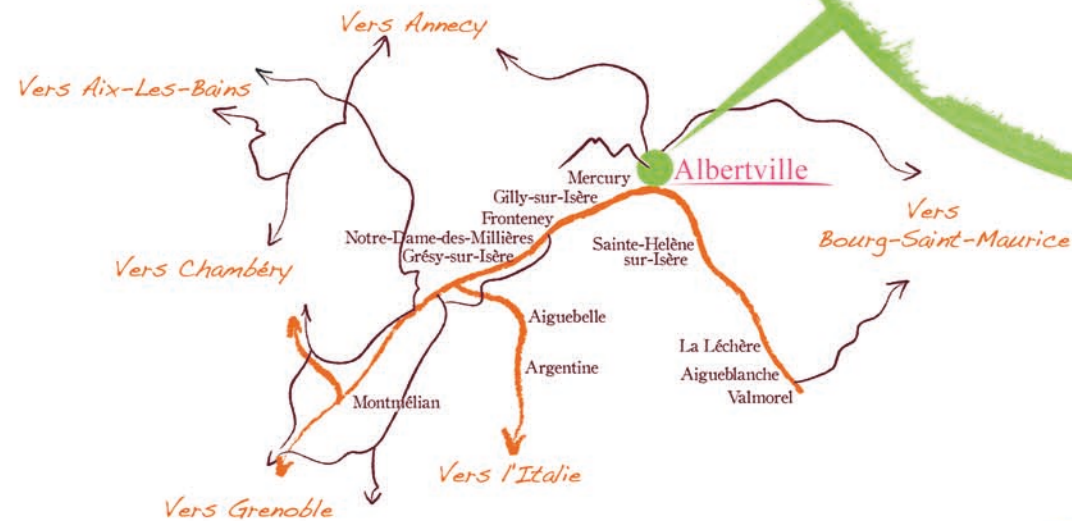 Vers Annecy
Vers Aix-Les-Bains
Albertville
Mercury
Gilly-sur-Isère
Fronteney
Notre-Dame-des-Millières
Grésy-sur-Isère
Sainte-Helène
sur-Isère
Vers
Bourg-Saint-Maurice
Vers Chambéry
Aiguebelle
La Léchère
Argentine
Aigueblanche
Valmorel
Montmélian
Vers l'Italie
Vers Grenoble